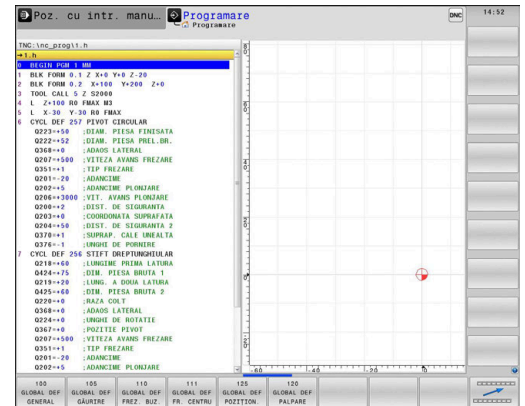 Poz. cu intr. manu…
Programare
Programare
DNC
14:52
TNC:\nc_prog\1.h
→1.h
0 BEGIN PGM 1 MM
1 BLK FORM 0.1 Z X+0 Y+0 Z-20
2 BLK FORM 0.2 X+100 Y+200 Z+0
3 TOOL CALL 5 Z S2000
4 L Z+100 R0 FMAX M3
5 L X-30 Y-30 R0 FMAX
6 CYCL DEF 257 PIVOT CIRCULAR
Q223=+50 ;DIAM. PIESA FINISATA
Q222=+52 ;DIAM. PIESA PREL.BR.
Q368=+0 ;ADAOS LATERAL
Q207=+500 ;VITEZA AVANS FREZARE
Q351=+1 ;TIP FREZARE
Q201=-20 ;ADANCIME
Q202=+5 ;ADANCIME PLONJARE
Q206=+3000 ;VIT. AVANS PLONJARE
Q200=+2 ;DIST. DE SIGURANTA
Q203=+0 ;COORDONATA SUPRAFATA
Q204=+50 ;DIST. DE SIGURANTA 2
Q370=+1 ;SUPRAP. CALE UNEALTA
Q376=-1 ;UNGHI DE PORNIRE
7 CYCL DEF 256 STIFT DREPTUNGHIULAR
Q218=+60 ;LUNGIME PRIMA LATURA
Q424=+75 ;DIM. PIESA BRUTA 1
Q219=+20 ;LUNG. A DOUA LATURA
Q425=+60 ;DIM. PIESA BRUTA 2
Q220=+0 ;RAZA COLT
Q368=+0 ;ADAOS LATERAL
Q224=+0 ;UNGHI DE ROTATIE
Q367=+0 ;POZITIE PIVOT
Q207=+500 ;VITEZA AVANS FREZARE
Q351=+1 ;TIP FREZARE
Q201=-20 ;ADANCIME
Q202=+5 ;ADANCIME PLONJARE
-60 -40 -20 0
100 GLOBAL DEF GENERAL
105 GLOBAL DEF GĂURIRE
110 GLOBAL DEF FREZ. BUZ.
111 GLOBAL DEF FR. CENTRU
125 GLOBAL DEF POZIŢION.
120 GLOBAL DEF PALPARE